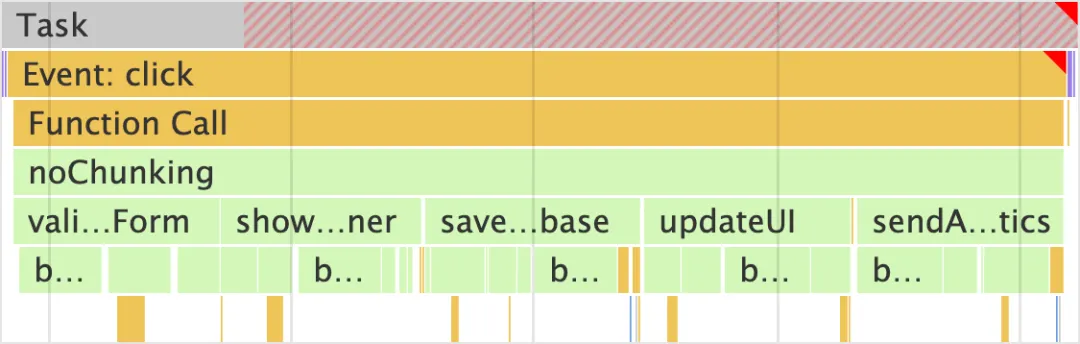 Task
Event: click
Function Call
noChunking
vali…Form show…ner save…base updateUI sendA…tics
b… b… b… b… b…